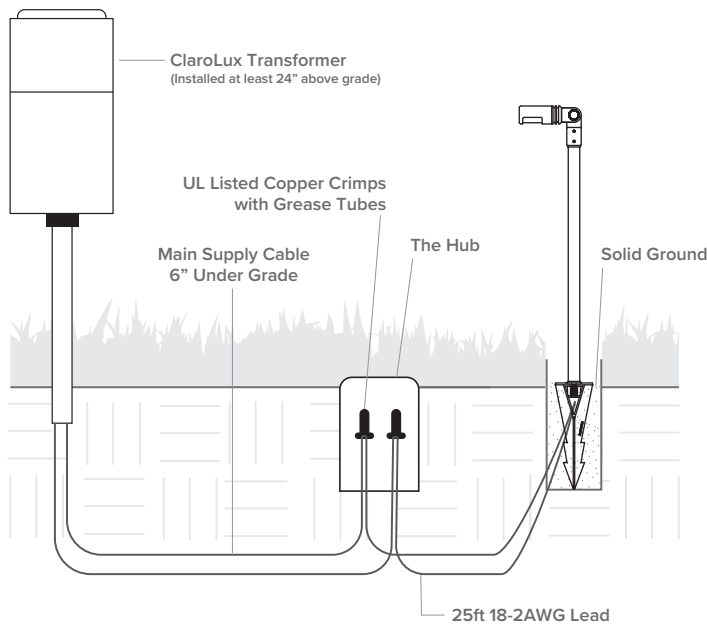 ClaroLux Transformer
(Installed at least 24” above grade)
UL Listed Copper Crimps
with Grease Tubes
Main Supply Cable
6” Under Grade
The Hub
Solid Ground
25ft 18-2AWG Lead